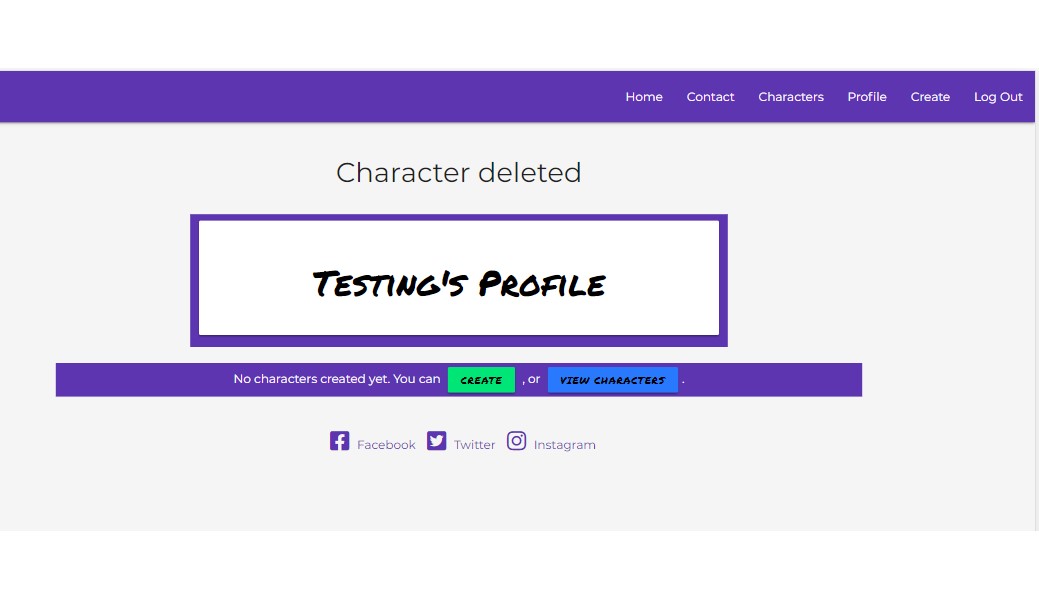 Home Contact Characters Profile Create Log Out
Character deleted
Testing's Profile
No characters created yet. You can CREATE , or VIEW CHARACTERS .
Facebook Twitter Instagram